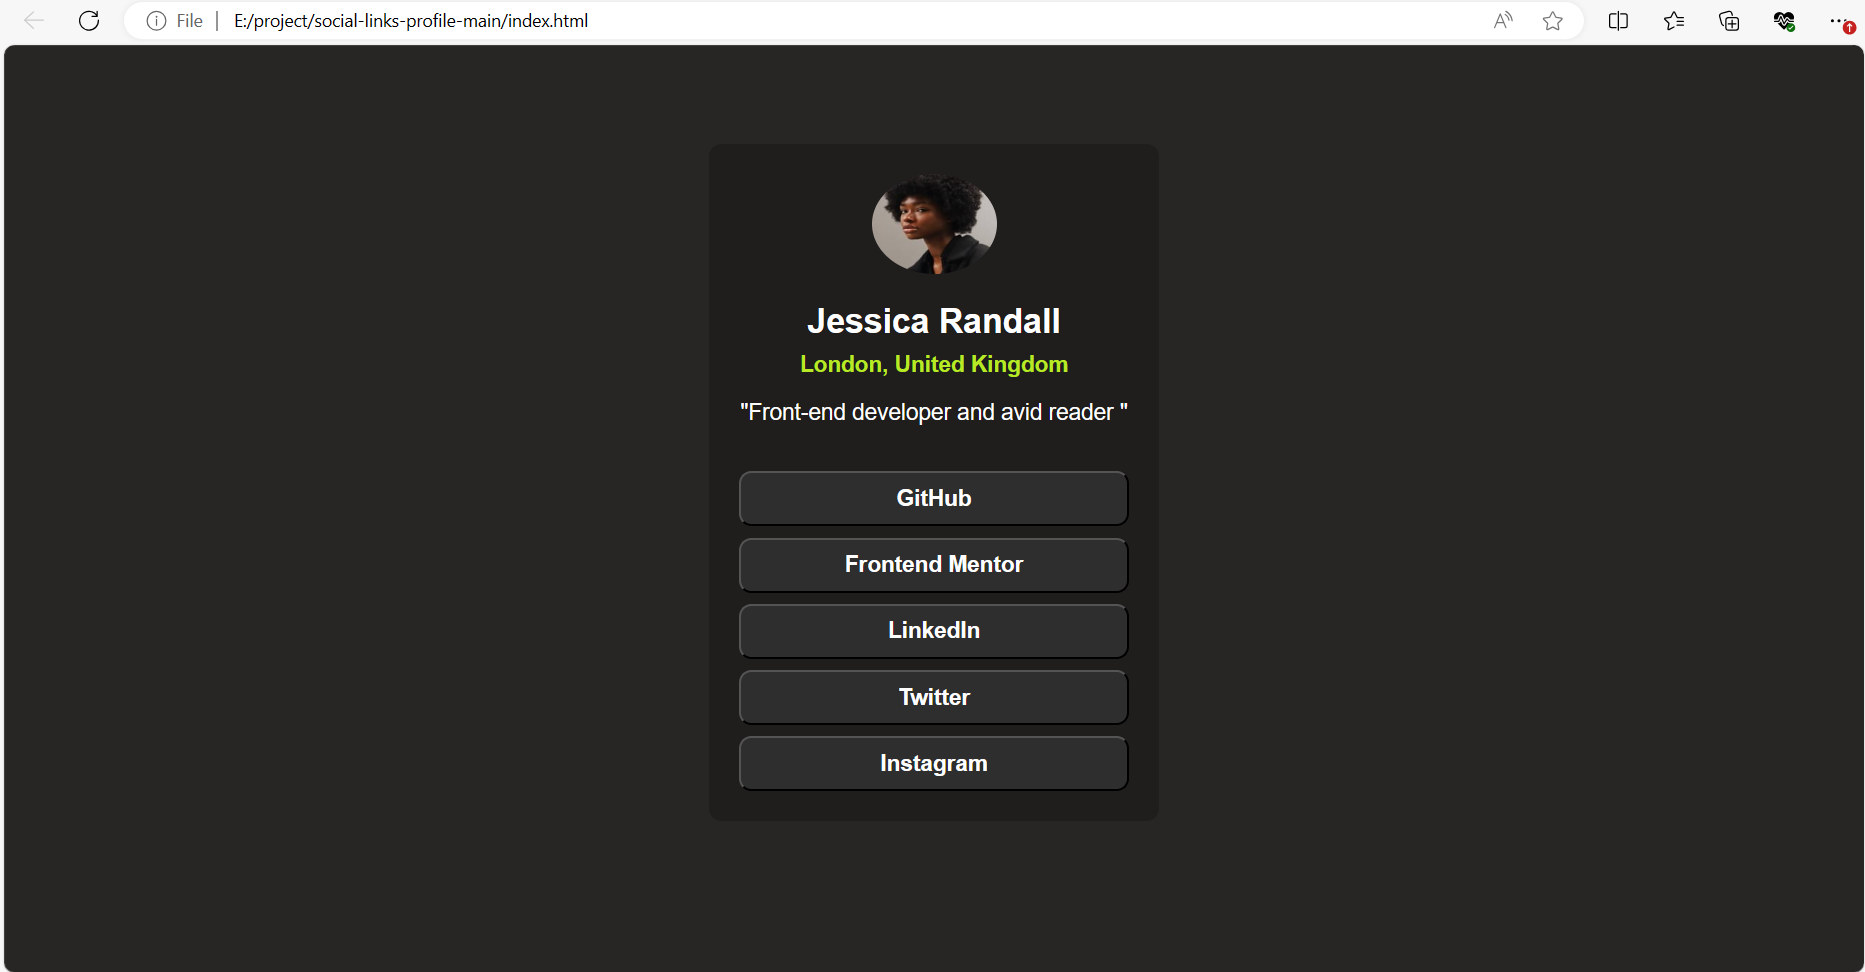 File
E:/project/social-links-profile-main/index.html
Jessica Randall
London, United Kingdom
"Front-end developer and avid reader "
GitHub
Frontend Mentor
LinkedIn
Twitter
Instagram